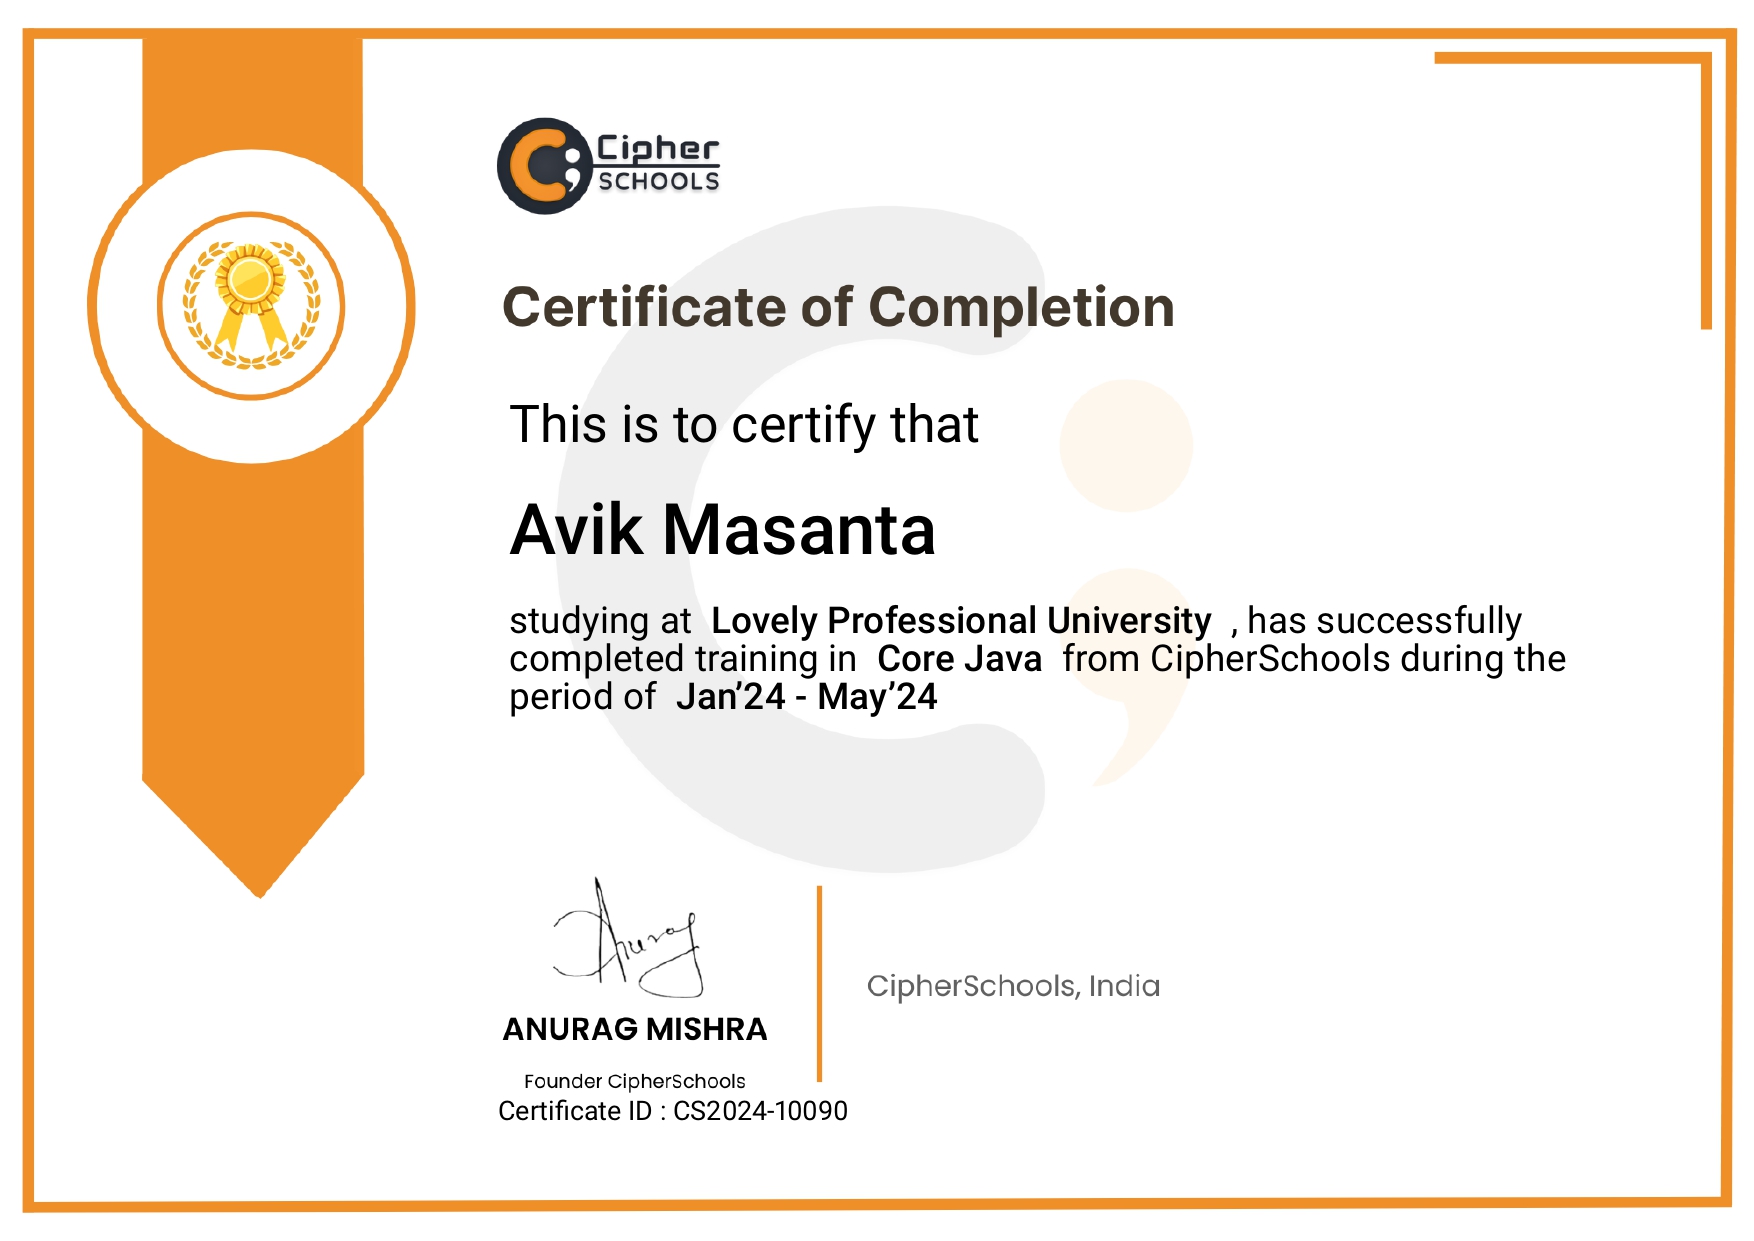 Cipher
SCHOOLS
Certificate of Completion
This is to certify that
Avik Masanta
studying at Lovely Professional University , has successfully
completed training in Core Java from CipherSchools during the
period of Jan’24 - May’24
Anurag
CipherSchools, India
ANURAG MISHRA
Founder CipherSchools
Certificate ID : CS2024-10090